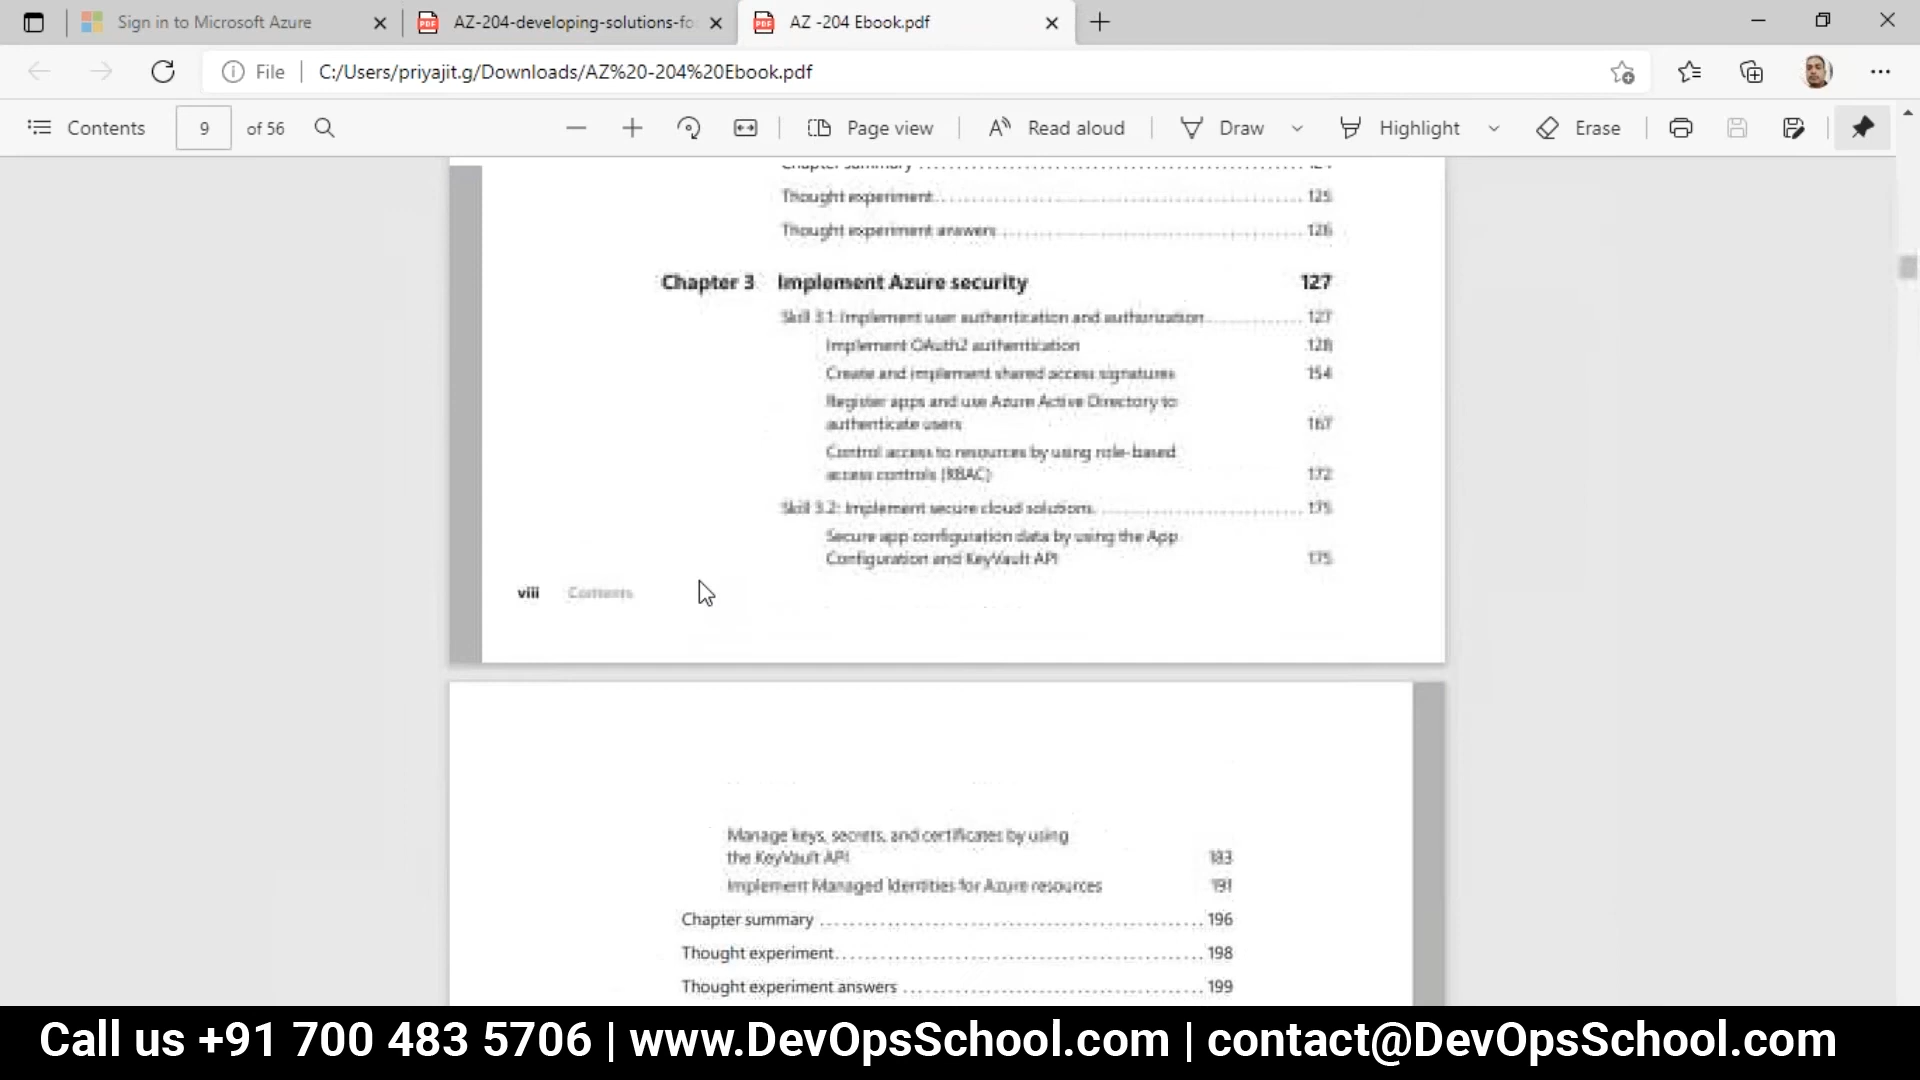 Sign in to Microsoft Azure
AZ-204-developing-solutions-fo
AZ -204 Ebook.pdf
File
C:/Users/priyajit.g/Downloads/AZ%20-204%20Ebook.pdf
Contents
9
of 56
Page view
Read aloud
Draw
Highlight
Erase
Chapter summary ........ 124
Thought experiment ........ 125
Thought experiment answers ........ 126
Chapter 3 Implement Azure security 127
Skill 3.1: Implement user authentication and authorization ........ 127
Implement OAuth2 authentication 128
Create and implement shared access signatures 154
Register apps and use Azure Active Directory to
authenticate users 167
Control access to resources by using role-based
access controls (RBAC) 172
Skill 3.2: Implement secure cloud solutions ........ 175
Secure app configuration data by using the App
Configuration and KeyVault API 175
viii Contents
Manage keys, secrets, and certificates by using
the KeyVault API 183
Implement Managed Identities for Azure resources 191
Chapter summary ........ 196
Thought experiment ........ 198
Thought experiment answers ........ 199
Call us +91 700 483 5706 | www.DevOpsSchool.com | contact@DevOpsSchool.com